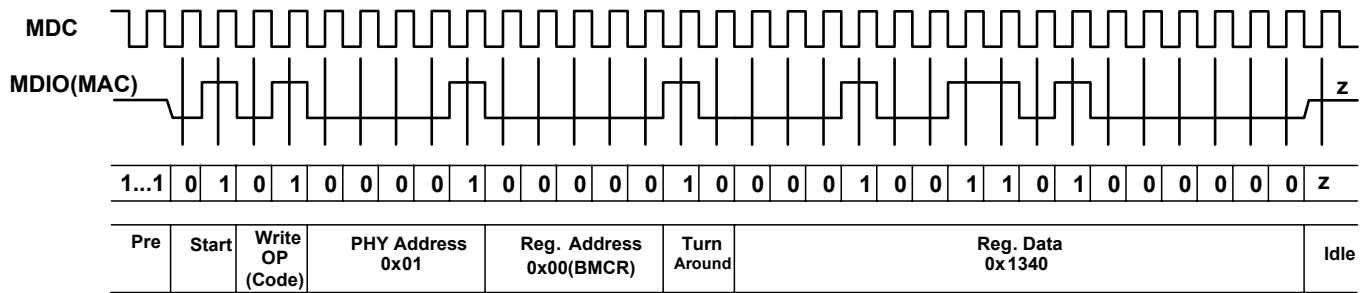 MDC
MDIO(MAC)
z
1...1 0 1 0 1 0 0 0 0 1 0 0 0 0 0 1 0 0 0 0 1 0 0 1 1 0 1 0 0 0 0 0 0 z
Pre Start Write OP (Code) PHY Address 0x01 Reg. Address 0x00(BMCR) Turn Around Reg. Data 0x1340 Idle